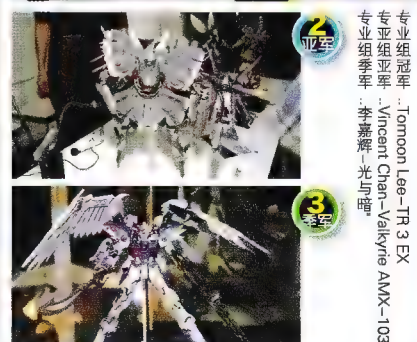 2
亚军
3
季军
专业组冠军：Tomoon Lee-TR 3 EX
专业组亚军：Vincent Chan-Valkyrie AMX-103
专业组季军：李嘉辉-光与暗"